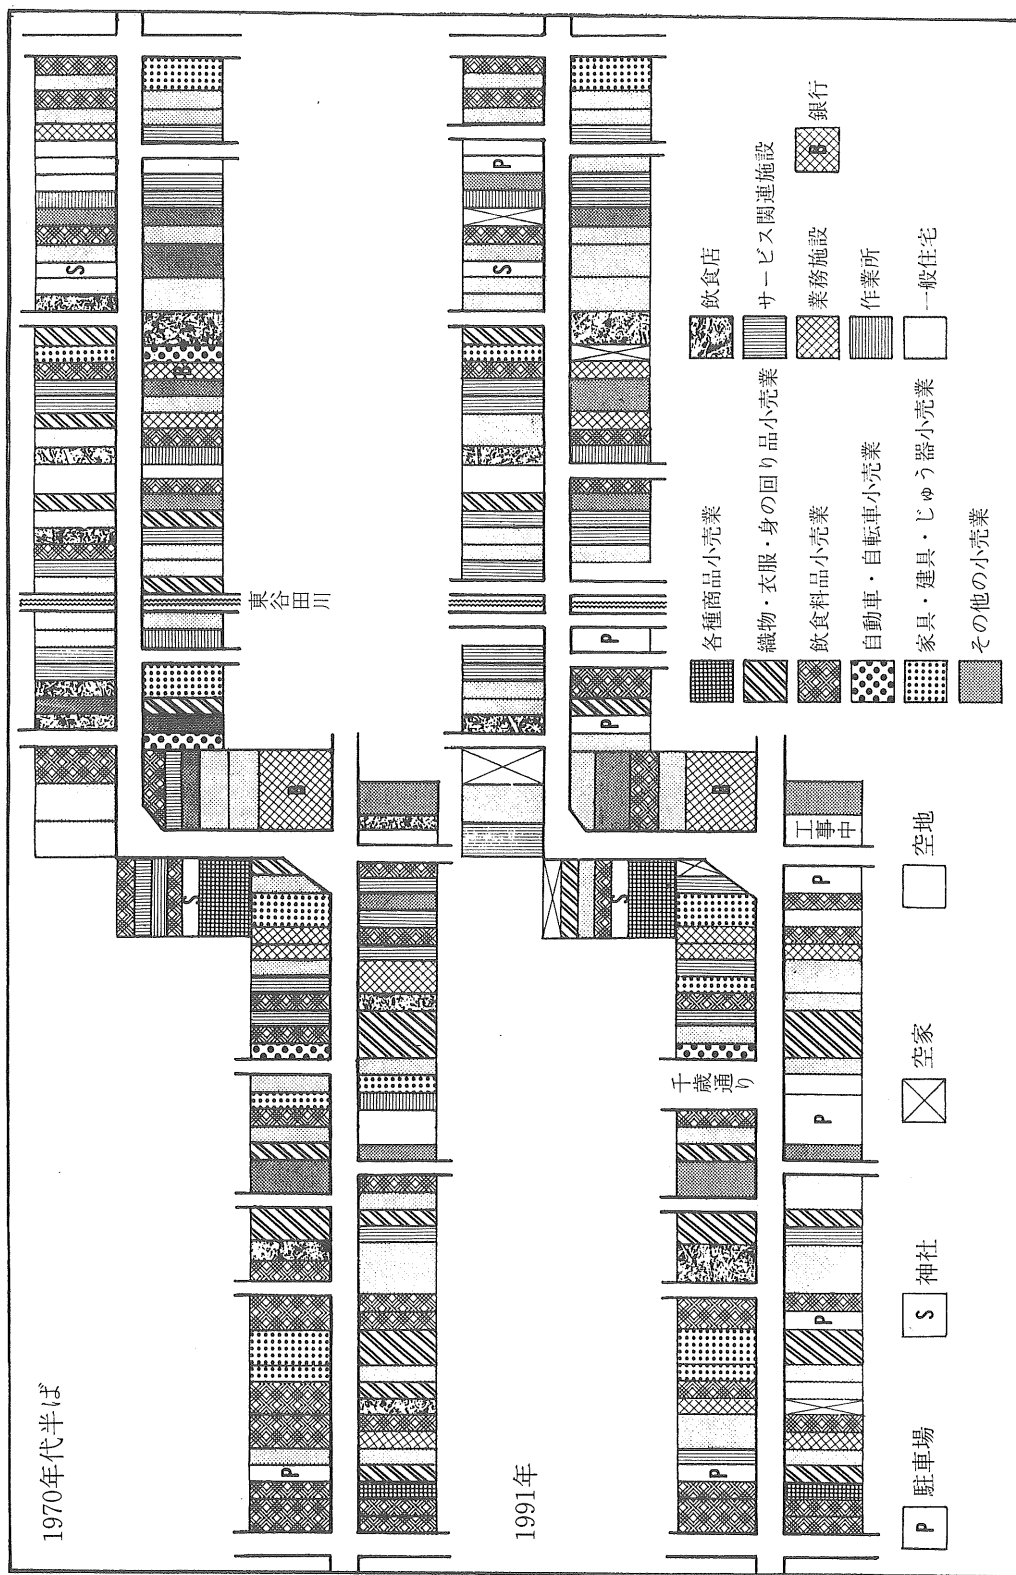 1970年代半ば
S
B
東谷田川
B
S
P
1991年
S
P
P
P
B
工事中
S
P
千歳通り
P
P
P
各種商品小売業
織物・衣服・身の回り品小売業
飲食料品小売業
自動車・自転車小売業
家具・建具・じゅう器小売業
その他の小売業
飲食店
サービス関連施設
業務施設
作業所
一般住宅
B 銀行
P 駐車場
S 神社
空家
空地